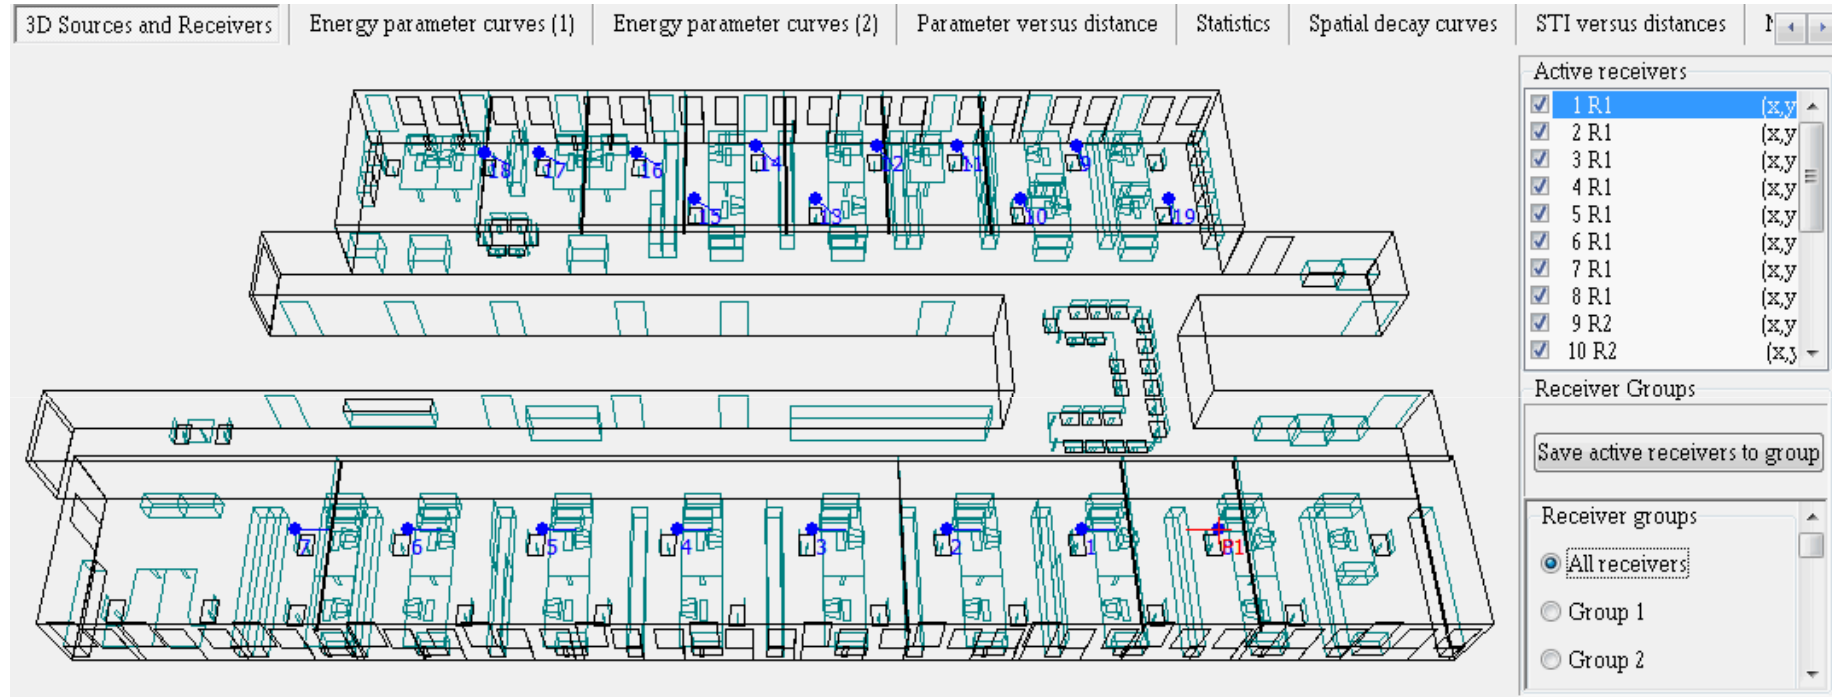 3D Sources and Receivers
Energy parameter curves (1)
Energy parameter curves (2)
Parameter versus distance
Statistics
Spatial decay curves
STI versus distances
Active receivers
1 R1 (x,y
2 R1 (x,y
3 R1 (x,y
4 R1 (x,y
5 R1 (x,y
6 R1 (x,y
7 R1 (x,y
8 R1 (x,y
9 R2 (x,y
10 R2 (x,y
Receiver Groups
Save active receivers to group
Receiver groups
All receivers
Group 1
Group 2
18 17 16 14 12 11 9
15 13 10 19
7 6 5 4 3 2 1 P1